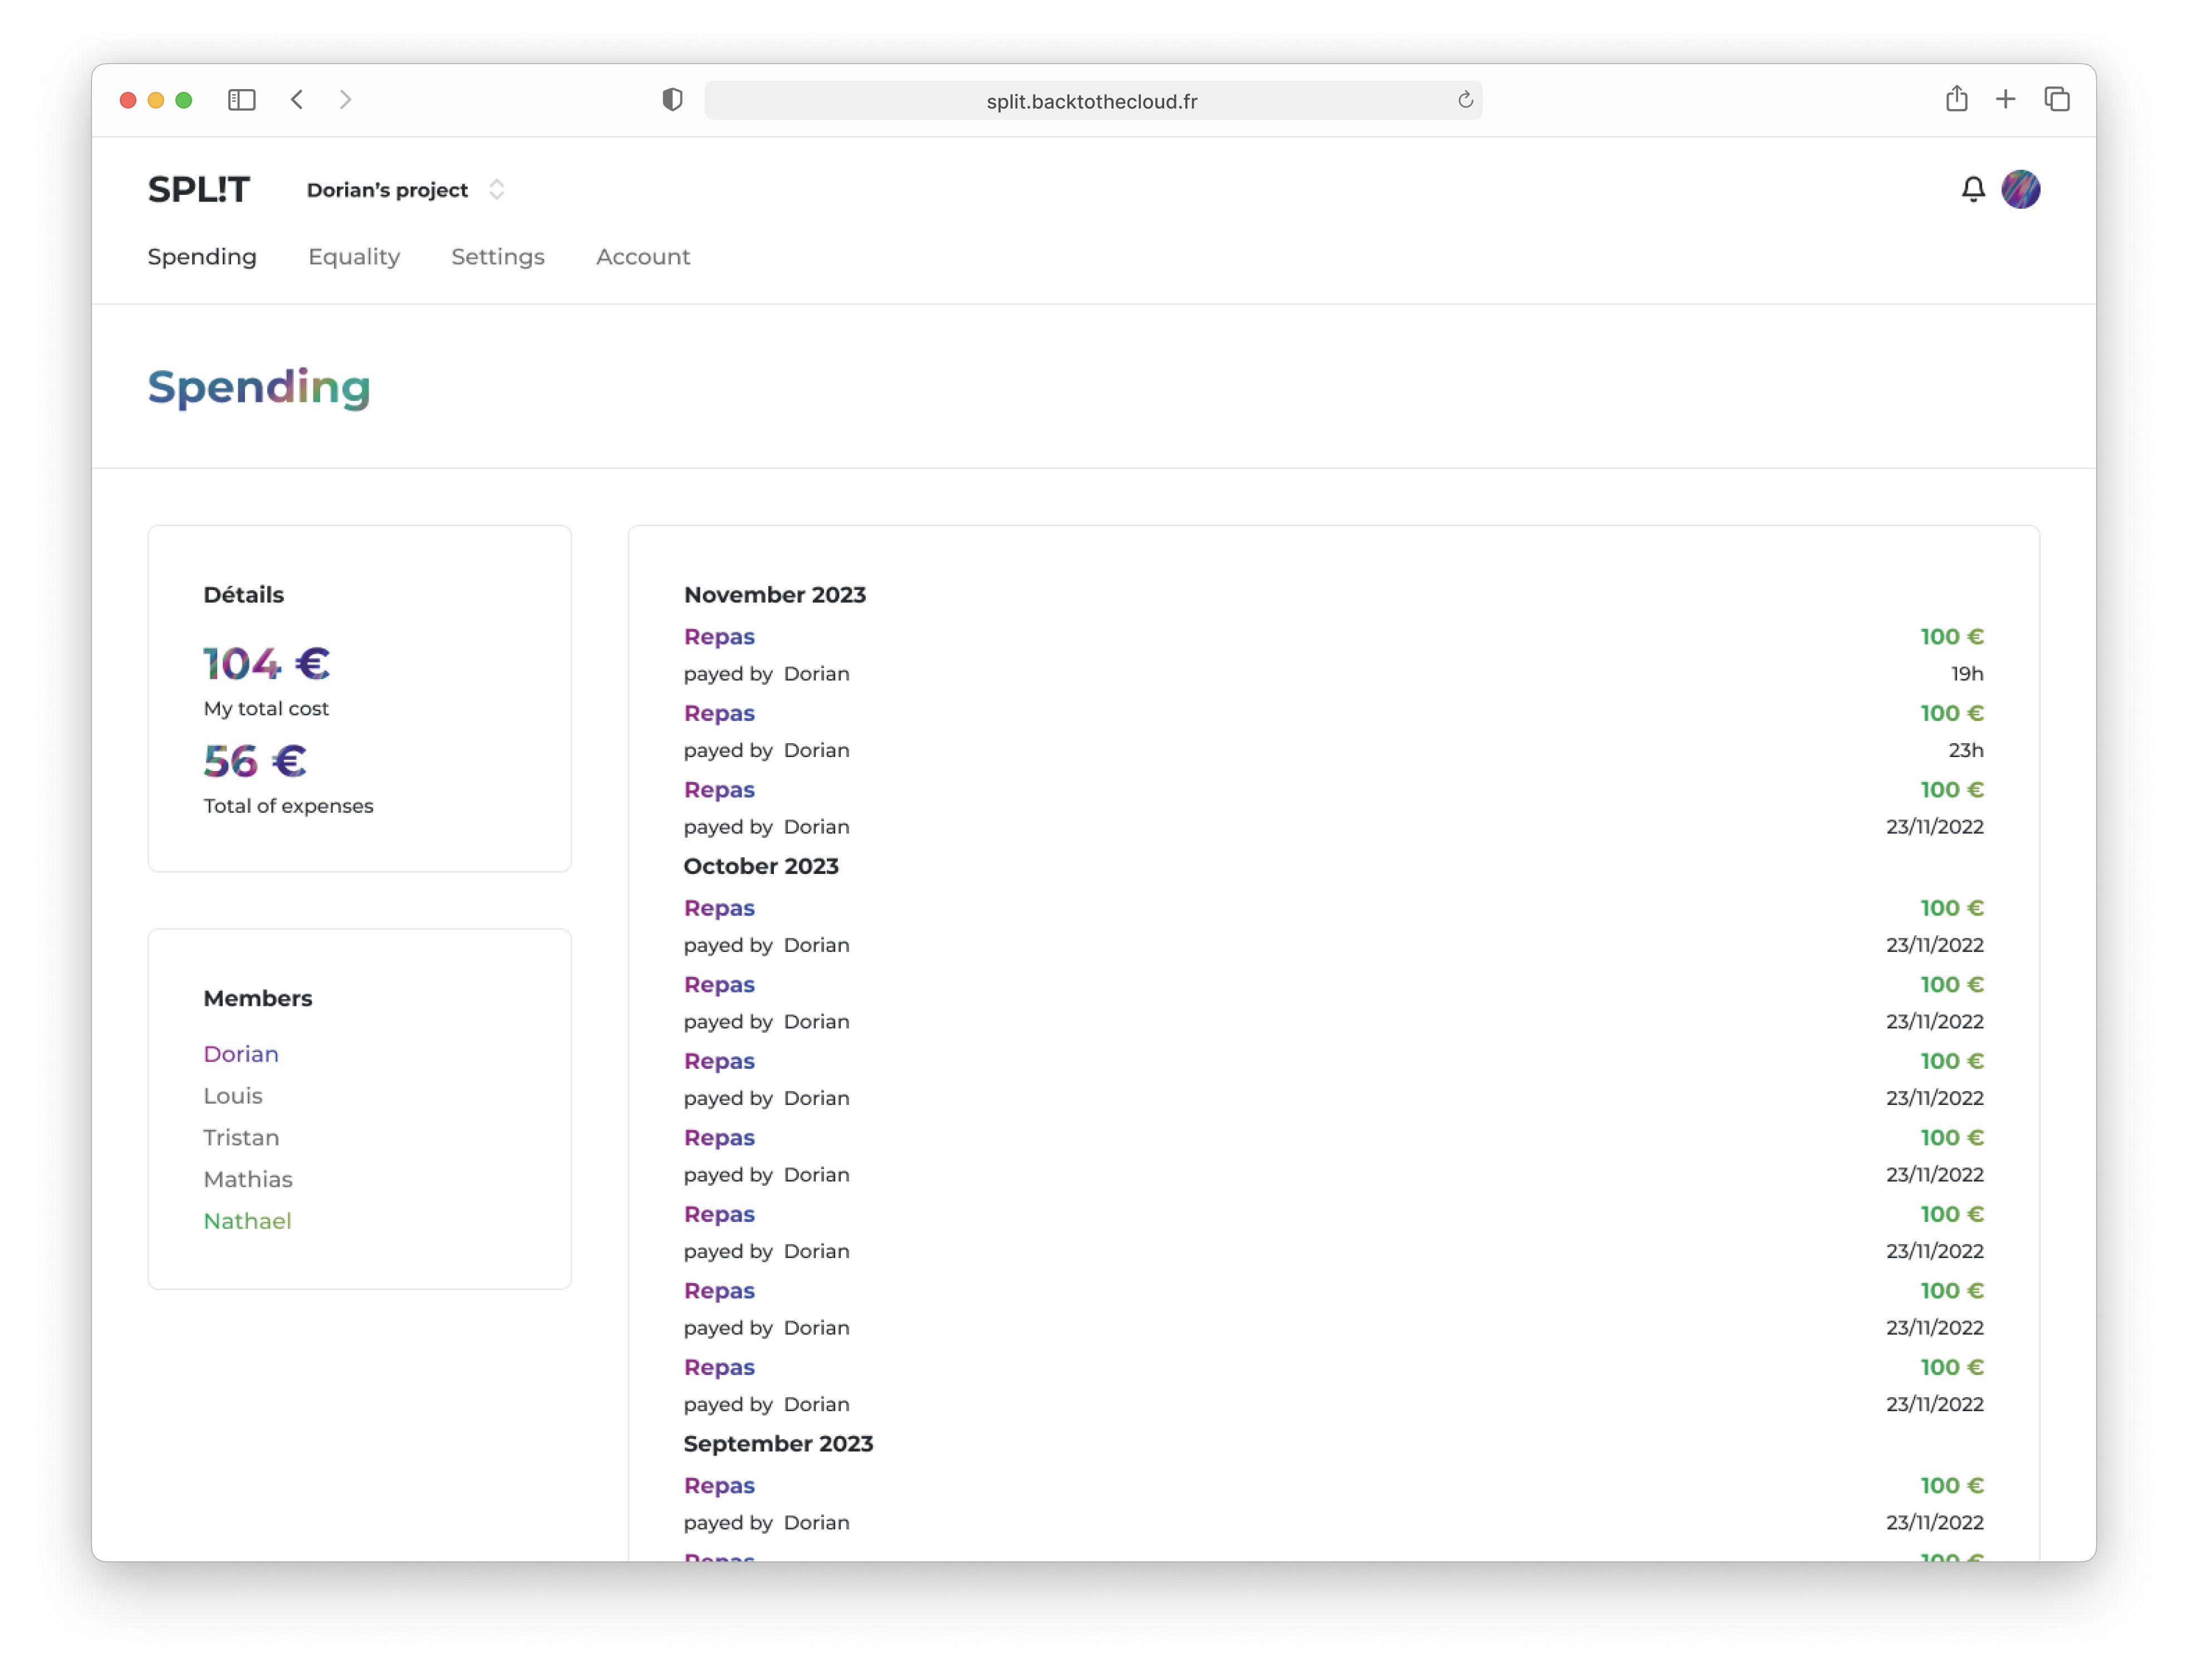 split.backtothecloud.fr
SPL!T
Dorian’s project
Spending Equality Settings Account
Spending
Détails
104 €
My total cost
56 €
Total of expenses
Members
Dorian
Louis
Tristan
Mathias
Nathael
November 2023
Repas 100 €
payed by Dorian 19h
Repas 100 €
payed by Dorian 23h
Repas 100 €
payed by Dorian 23/11/2022
October 2023
Repas 100 €
payed by Dorian 23/11/2022
Repas 100 €
payed by Dorian 23/11/2022
Repas 100 €
payed by Dorian 23/11/2022
Repas 100 €
payed by Dorian 23/11/2022
Repas 100 €
payed by Dorian 23/11/2022
Repas 100 €
payed by Dorian 23/11/2022
Repas 100 €
payed by Dorian 23/11/2022
September 2023
Repas 100 €
payed by Dorian 23/11/2022
Repas 100 €